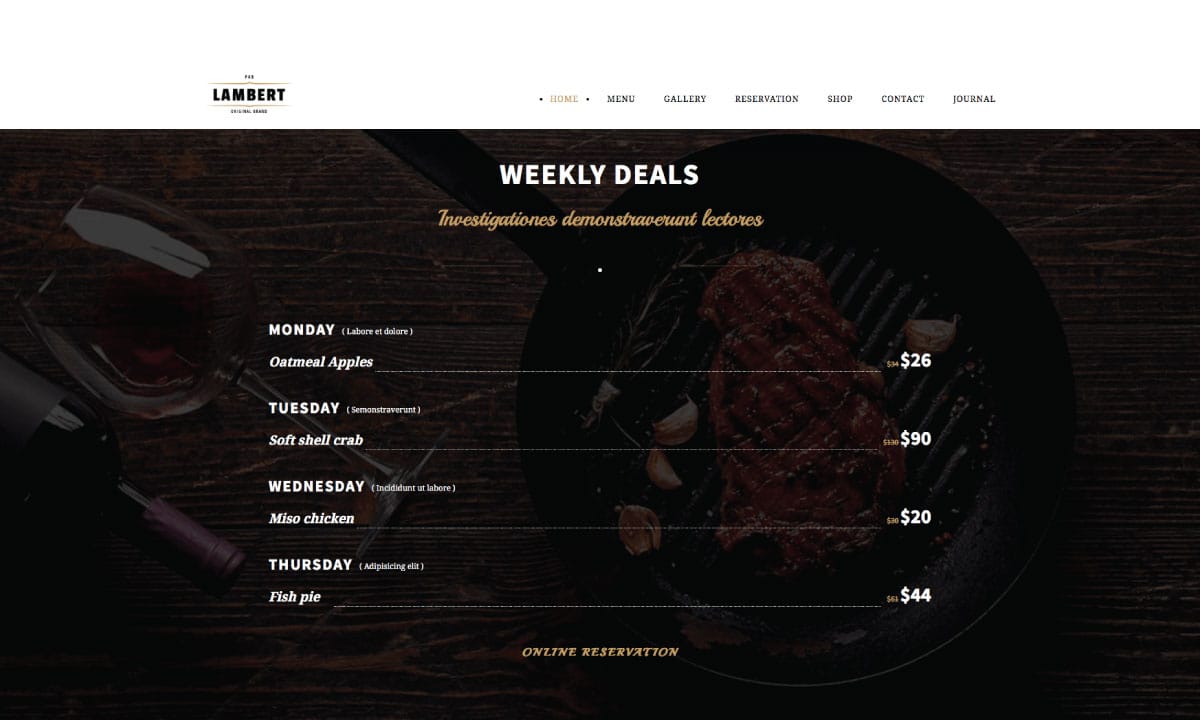 PUB
LAMBERT
ORIGINAL BRAND
• HOME • MENU GALLERY RESERVATION SHOP CONTACT JOURNAL
WEEKLY DEALS
Investigationes demonstraverunt lectores
MONDAY ( Labore et dolore )
Oatmeal Apples $34 $26
TUESDAY ( Semonstraverunt )
Soft shell crab $130 $90
WEDNESDAY ( Incididunt ut labore )
Miso chicken $30 $20
THURSDAY ( Adipisicing elit )
Fish pie $61 $44
ONLINE RESERVATION